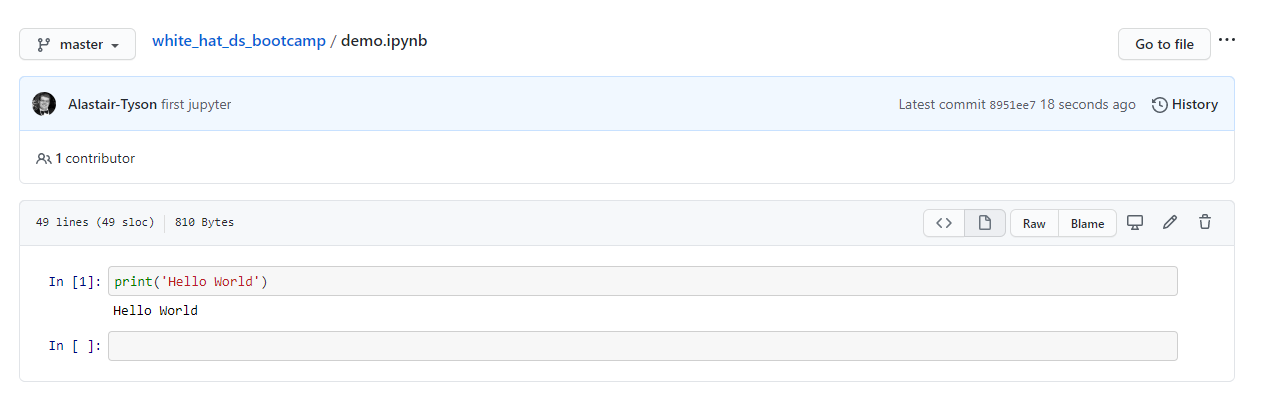 master white_hat_ds_bootcamp / demo.ipynb Go to file
Alastair-Tyson first jupyter Latest commit 8951ee7 18 seconds ago History
1 contributor
49 lines (49 sloc) 810 Bytes Raw Blame
In [1]: print('Hello World')
Hello World
In [ ]: